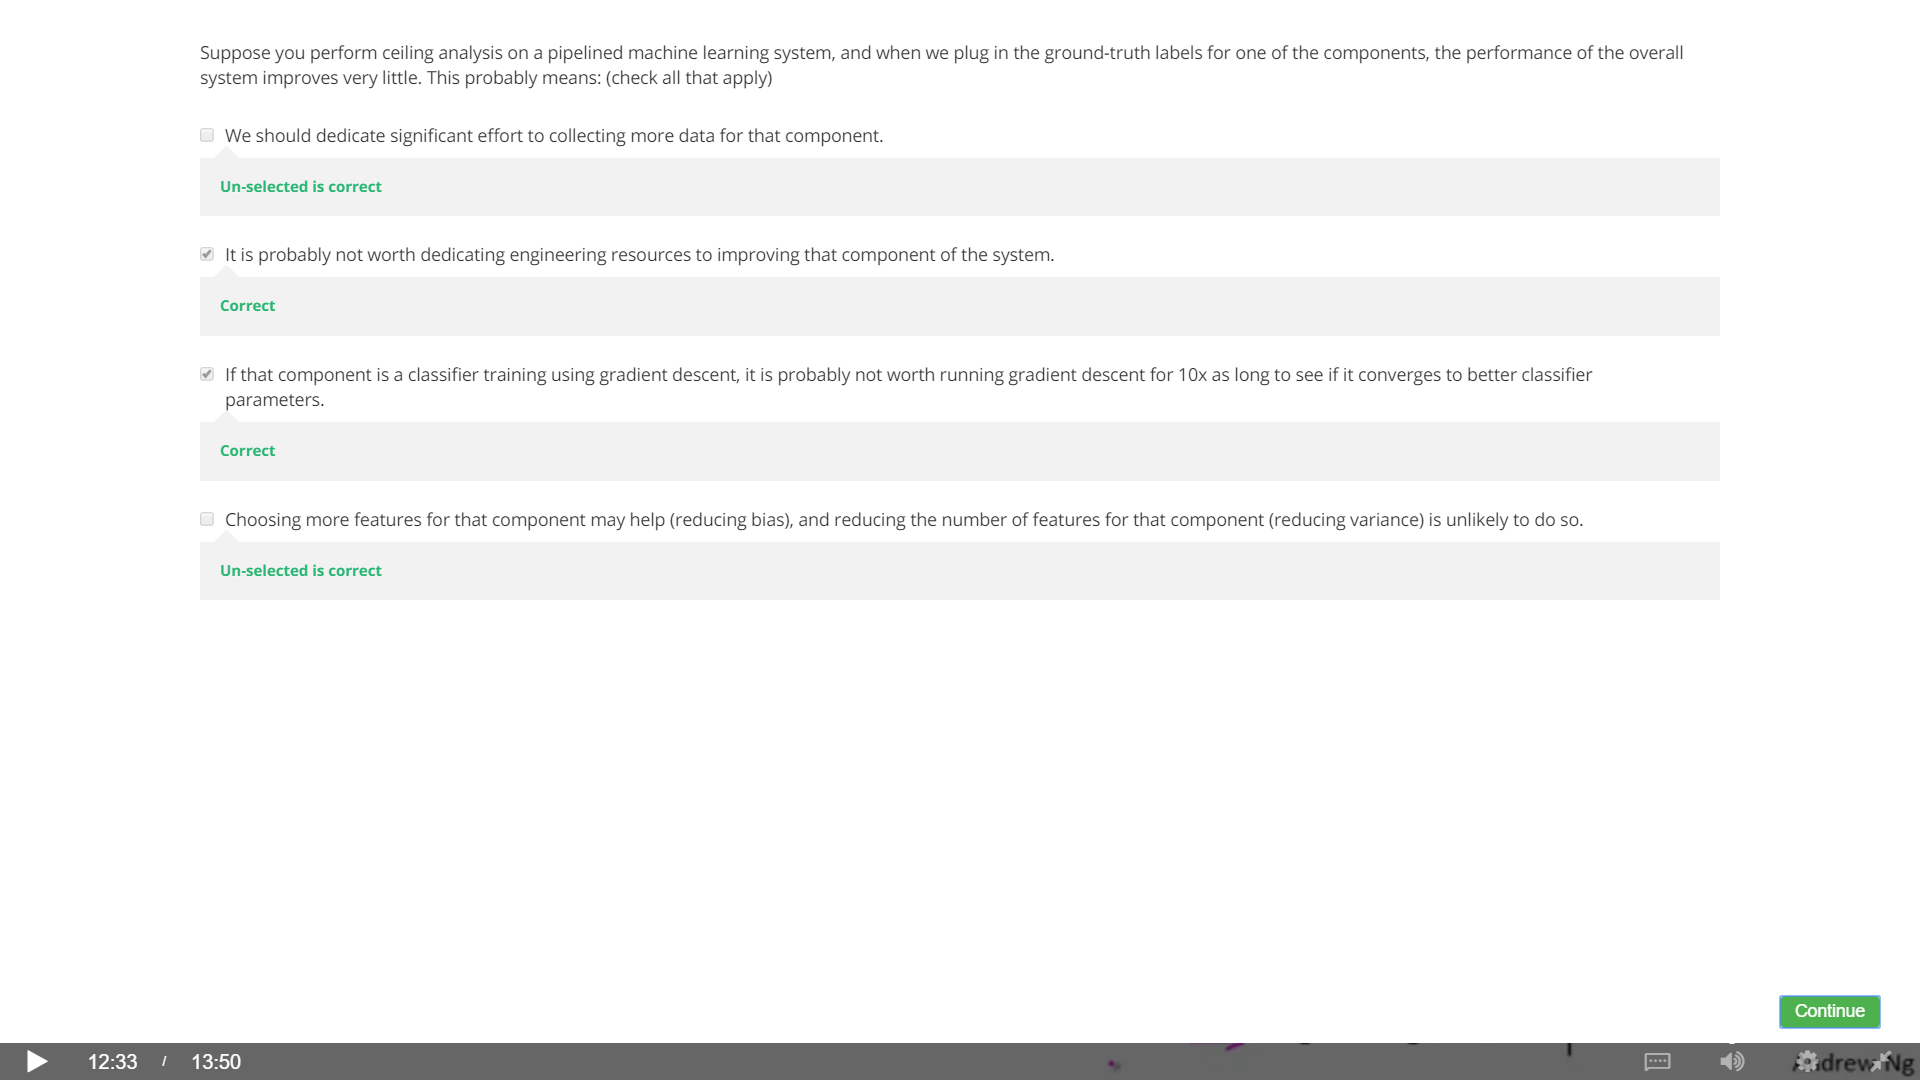 Suppose you perform ceiling analysis on a pipelined machine learning system, and when we plug in the ground-truth labels for one of the components, the performance of the overall
system improves very little. This probably means: (check all that apply)
We should dedicate significant effort to collecting more data for that component.
Un-selected is correct
It is probably not worth dedicating engineering resources to improving that component of the system.
Correct
If that component is a classifier training using gradient descent, it is probably not worth running gradient descent for 10x as long to see if it converges to better classifier
parameters.
Correct
Choosing more features for that component may help (reducing bias), and reducing the number of features for that component (reducing variance) is unlikely to do so.
Un-selected is correct
Continue
12:33 / 13:50
Andrew Ng